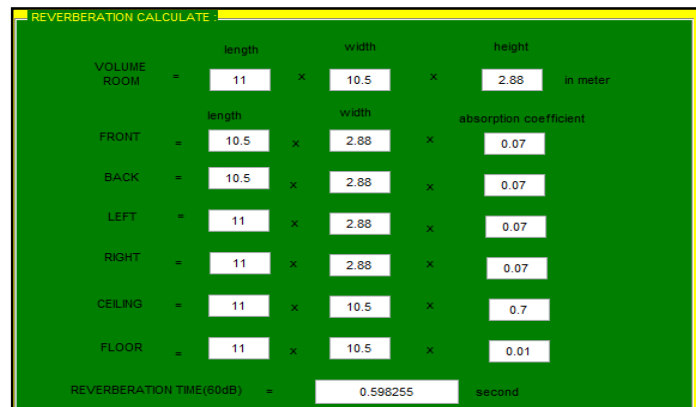 REVERBERATION CALCULATE :
length width height
VOLUME
ROOM = 11 × 10.5 × 2.88 in meter
length width absorption coefficient
FRONT = 10.5 × 2.88 × 0.07
BACK = 10.5 × 2.88 × 0.07
LEFT = 11 × 2.88 × 0.07
RIGHT = 11 × 2.88 × 0.07
CEILING = 11 × 10.5 × 0.7
FLOOR = 11 × 10.5 × 0.01
REVERBERATION TIME(60dB) = 0.598255 second